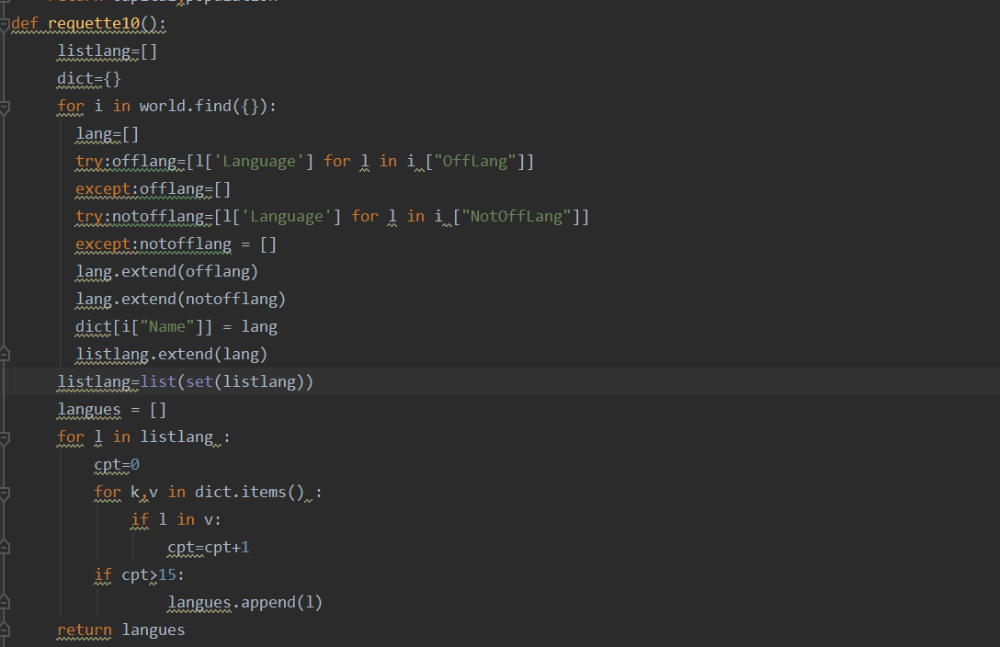 return capital,population
def requette10():
listlang=[]
dict={}
for i in world.find({}):
lang=[]
try:offlang=[l['Language'] for l in i ["OffLang"]]
except:offlang=[]
try:notofflang=[l['Language'] for l in i ["NotOffLang"]]
except:notofflang = []
lang.extend(offlang)
lang.extend(notofflang)
dict[i["Name"]] = lang
listlang.extend(lang)
listlang=list(set(listlang))
langues = []
for l in listlang :
cpt=0
for k,v in dict.items() :
if l in v:
cpt=cpt+1
if cpt>15:
langues.append(l)
return langues